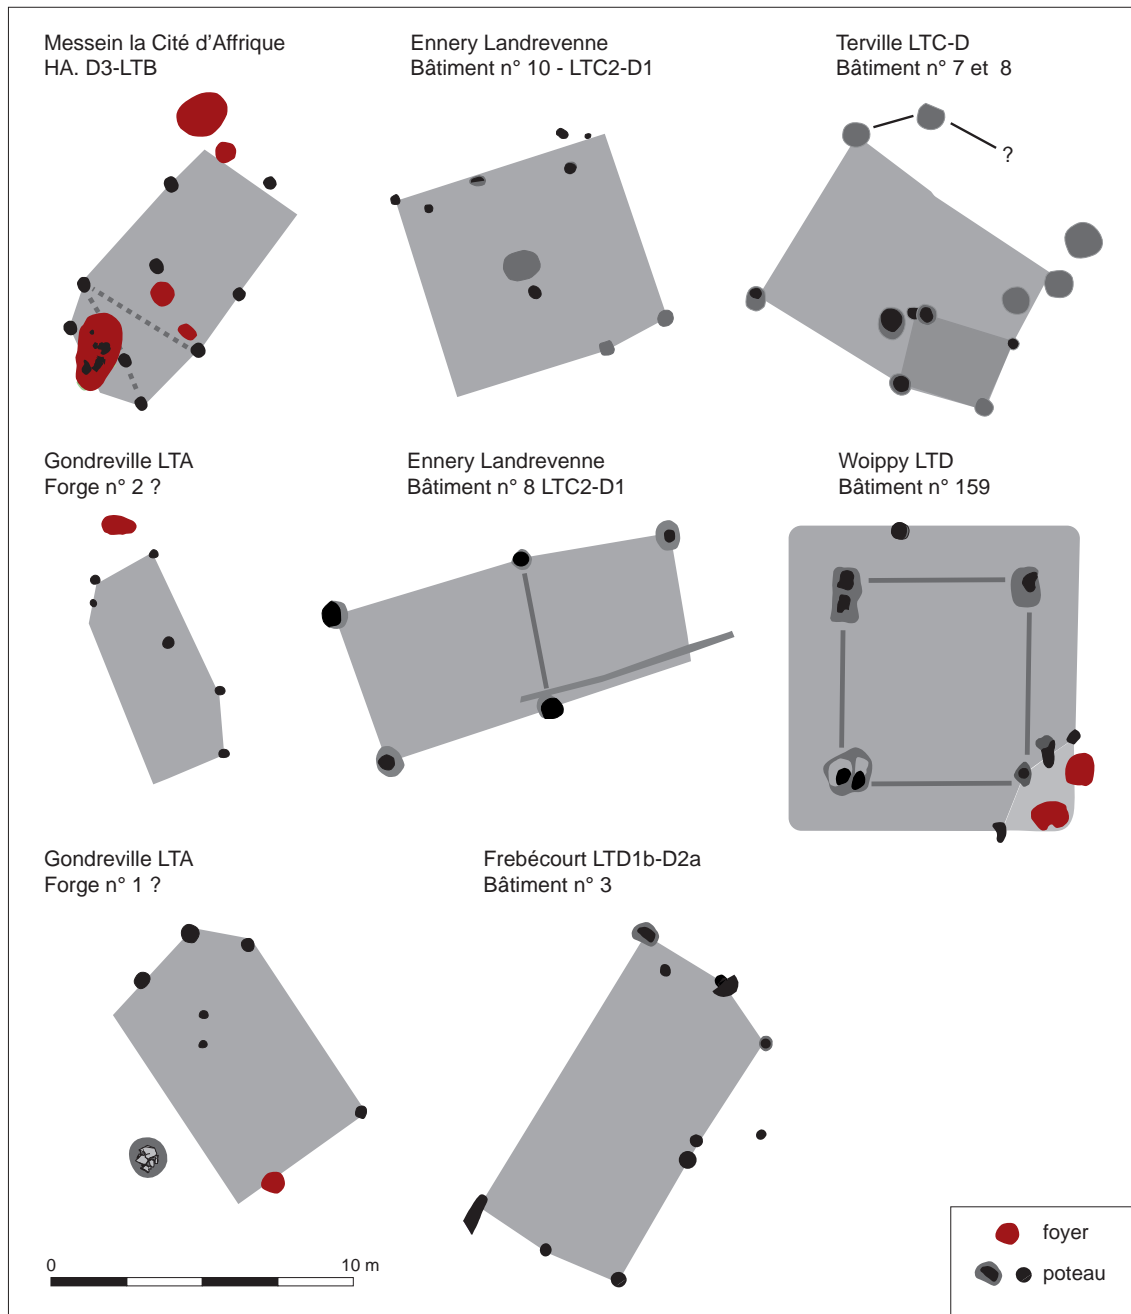 Messein la Cité d'Affrique
HA. D3-LTB
Ennery Landrevenne
Bâtiment n° 10 - LTC2-D1
Terville LTC-D
Bâtiment n° 7 et 8
?
Gondreville LTA
Forge n° 2 ?
Ennery Landrevenne
Bâtiment n° 8 LTC2-D1
Woippy LTD
Bâtiment n° 159
Gondreville LTA
Forge n° 1 ?
Frebécourt LTD1b-D2a
Bâtiment n° 3
0 10 m
foyer
poteau